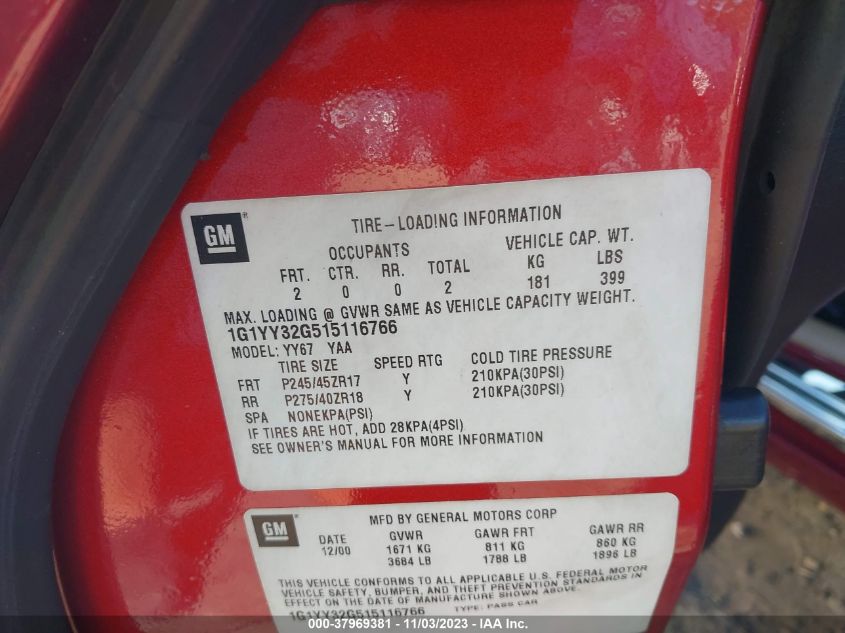 GM®
TIRE-LOADING INFORMATION
OCCUPANTS VEHICLE CAP. WT.
FRT. CTR. RR. TOTAL KG LBS
2 0 0 2 181 399
MAX. LOADING @ GVWR SAME AS VEHICLE CAPACITY WEIGHT.
1G1YY32G515116766
MODEL: YY67 YAA
TIRE SIZE SPEED RTG COLD TIRE PRESSURE
FRT P245/45ZR17 Y 210KPA(30PSI)
RR P275/40ZR18 Y 210KPA(30PSI)
SPA NONEKPA(PSI)
IF TIRES ARE HOT, ADD 28KPA(4PSI)
SEE OWNER'S MANUAL FOR MORE INFORMATION
GM
MFD BY GENERAL MOTORS CORP
DATE GVWR GAWR FRT GAWR RR
12/00 1671 KG 811 KG 860 KG
3684 LB 1788 LB 1896 LB
THIS VEHICLE CONFORMS TO ALL APPLICABLE U.S. FEDERAL MOTOR
VEHICLE SAFETY, BUMPER, AND THEFT PREVENTION STANDARDS IN
EFFECT ON THE DATE OF MANUFACTURE SHOWN ABOVE.
1G1YY32G515116766 TYPE: PASS CAR
000-37969381 - 11/03/2023 - IAA Inc.